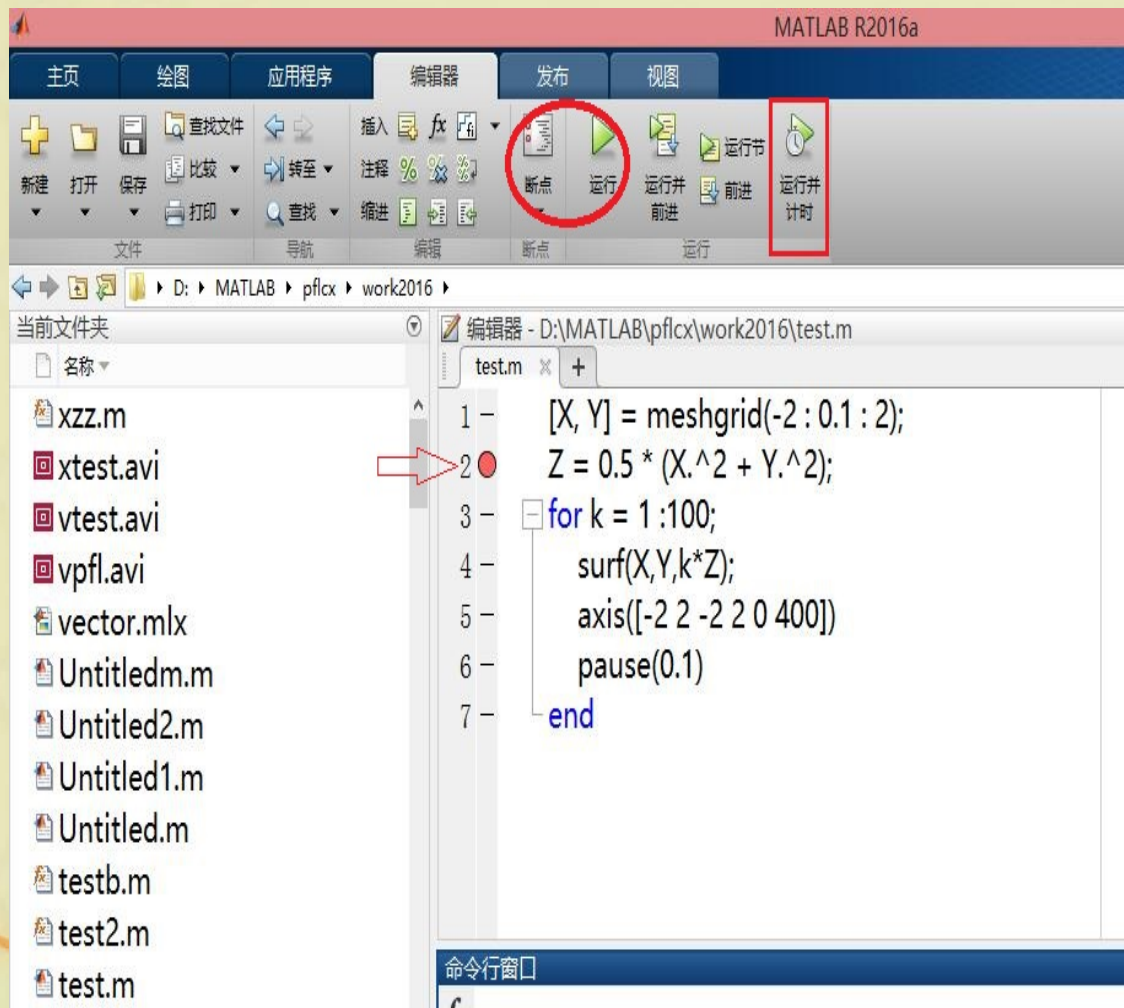 MATLAB R2016a
主页 绘图 应用程序 编辑器 发布 视图
新建 打开 保存 查找文件 比较 打印 转至 查找 插入 fx fi 注释 % 缩进 断点 运行 运行并前进 运行节 前进 运行并计时
文件 导航 编辑 断点 运行
D: MATLAB pflcx work2016
当前文件夹
名称
xzz.m
xtest.avi
vtest.avi
vpfl.avi
vector.mlx
Untitledm.m
Untitled2.m
Untitled1.m
Untitled.m
testb.m
test2.m
test.m
编辑器 - D:\MATLAB\pflcx\work2016\test.m
test.m × +
1 – [X, Y] = meshgrid(-2 : 0.1 : 2);
2 Z = 0.5 * (X.^2 + Y.^2);
3 – for k = 1 :100;
4 – surf(X,Y,k*Z);
5 – axis([-2 2 -2 2 0 400])
6 – pause(0.1)
7 – end
命令行窗口